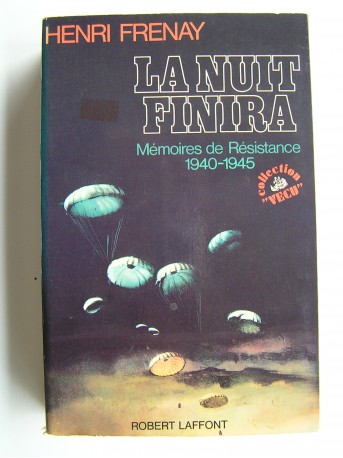 HENRI FRENAY
LA NUIT
FINIRA
Mémoires de Résistance
1940-1945
collection
"VÉCU"
ROBERT LAFFONT